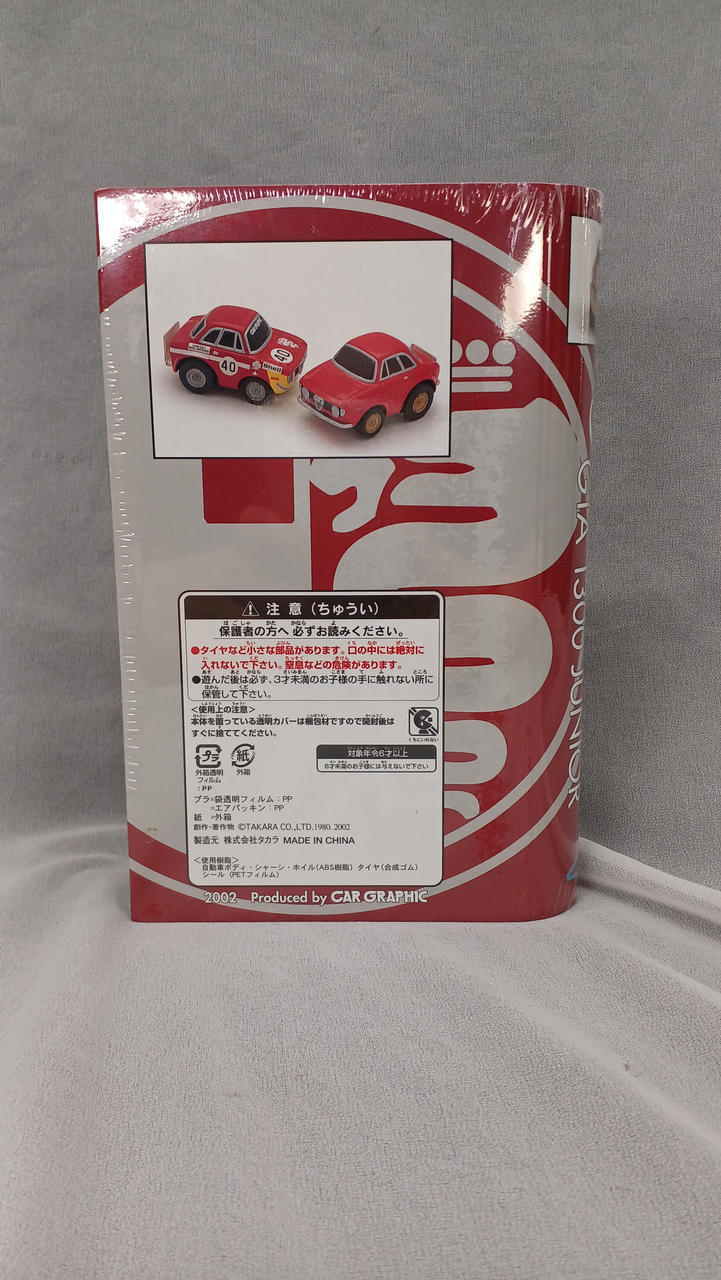 40
40
Shell
GTA 1300 JUNIOR
⚠ 注意(ちゅうい)
保護者の方へ必ずお読みください。
●タイヤなど小さな部品があります。口の中には絶対に
入れないで下さい。窒息などの危険があります。
●遊んだ後は必ず、3才未満のお子様の手に触れない所に
保管して下さい。
<使用上の注意>
本体を覆っている透明カバーは梱包材ですので開封後は
すぐに捨ててください。
くちにいれない
プラ
紙
外箱透明
フィルム
:PP
外箱
対象年令6才以上
6才未満のお子様には与えないで下さい
プラ=袋透明フィルム:PP
=エアパッキン:PP
紙 =外箱
創作・著作物 ©TAKARA CO.,LTD.1980. 2002
製造元 株式会社タカラ MADE IN CHINA
<使用樹脂>
自動車ボディ・シャーシ・ホイル(ABS樹脂) タイヤ(合成ゴム)
シール (PETフィルム)
2002 Produced by CAR GRAPHIC